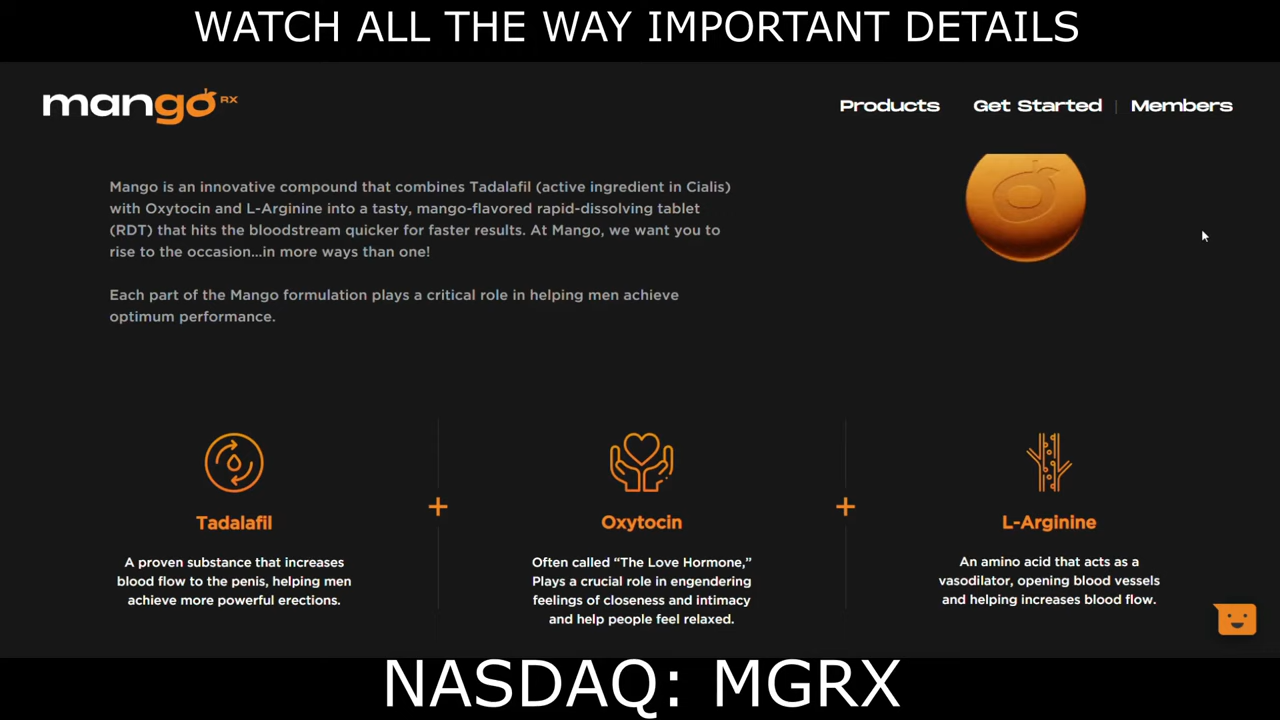 WATCH ALL THE WAY IMPORTANT DETAILS
mango RX
Products Get Started | Members
Mango is an innovative compound that combines Tadalafil (active ingredient in Cialis)
with Oxytocin and L-Arginine into a tasty, mango-flavored rapid-dissolving tablet
(RDT) that hits the bloodstream quicker for faster results. At Mango, we want you to
rise to the occasion...in more ways than one!
Each part of the Mango formulation plays a critical role in helping men achieve
optimum performance.
+
+
Tadalafil
A proven substance that increases
blood flow to the penis, helping men
achieve more powerful erections.
Oxytocin
Often called “The Love Hormone,”
Plays a crucial role in engendering
feelings of closeness and intimacy
and help people feel relaxed.
L-Arginine
An amino acid that acts as a
vasodilator, opening blood vessels
and helping increases blood flow.
NASDAQ: MGRX